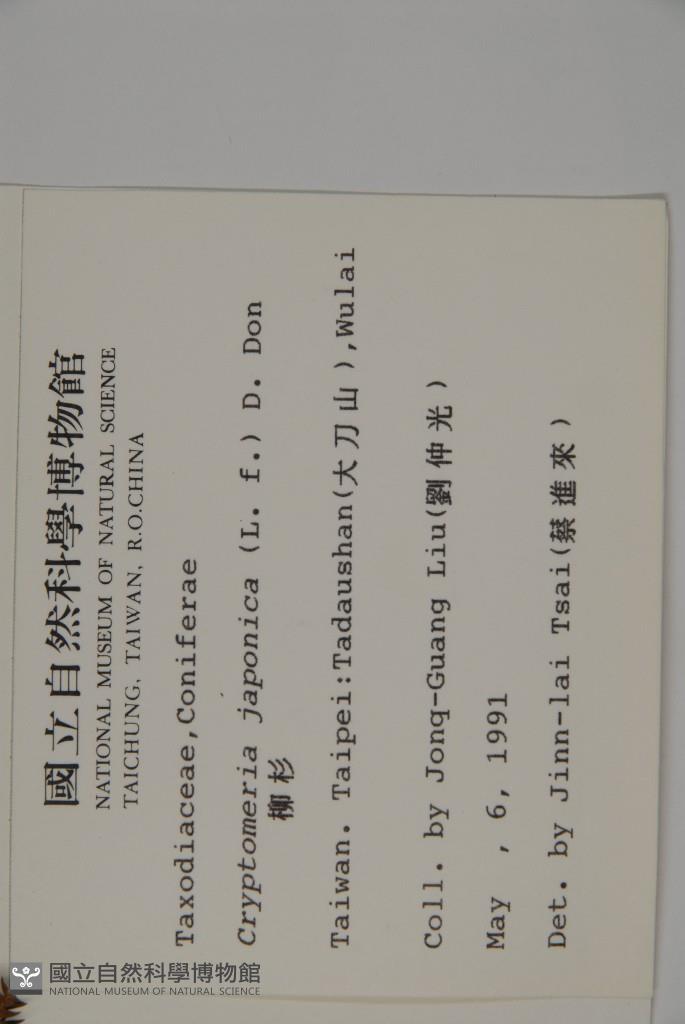 國立自然科學博物館
NATIONAL MUSEUM OF NATURAL SCIENCE
TAICHUNG, TAIWAN, R.O.CHINA
Taxodiaceae,Coniferae
Cryptomeria japonica (L. f.) D. Don
柳杉
Taiwan. Taipei:Tadaushan(大刀山),Wulai
Coll. by Jonq-Guang Liu(劉仲光)
May , 6, 1991
Det. by Jinn-lai Tsai(蔡進來)
國立自然科學博物館
NATIONAL MUSEUM OF NATURAL SCIENCE